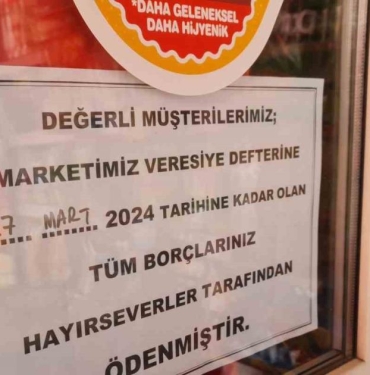 *DAHA GELENEKSEL
DAHA HİJYENİK
DEĞERLİ MÜŞTERİLERİMİZ;
MARKETİMİZ VERESİYE DEFTERİNE
7 MART 2024 TARİHİNE KADAR OLAN
TÜM BORÇLARINIZ
HAYIRSEVERLER TARAFINDAN
ÖDENMİŞTİR.